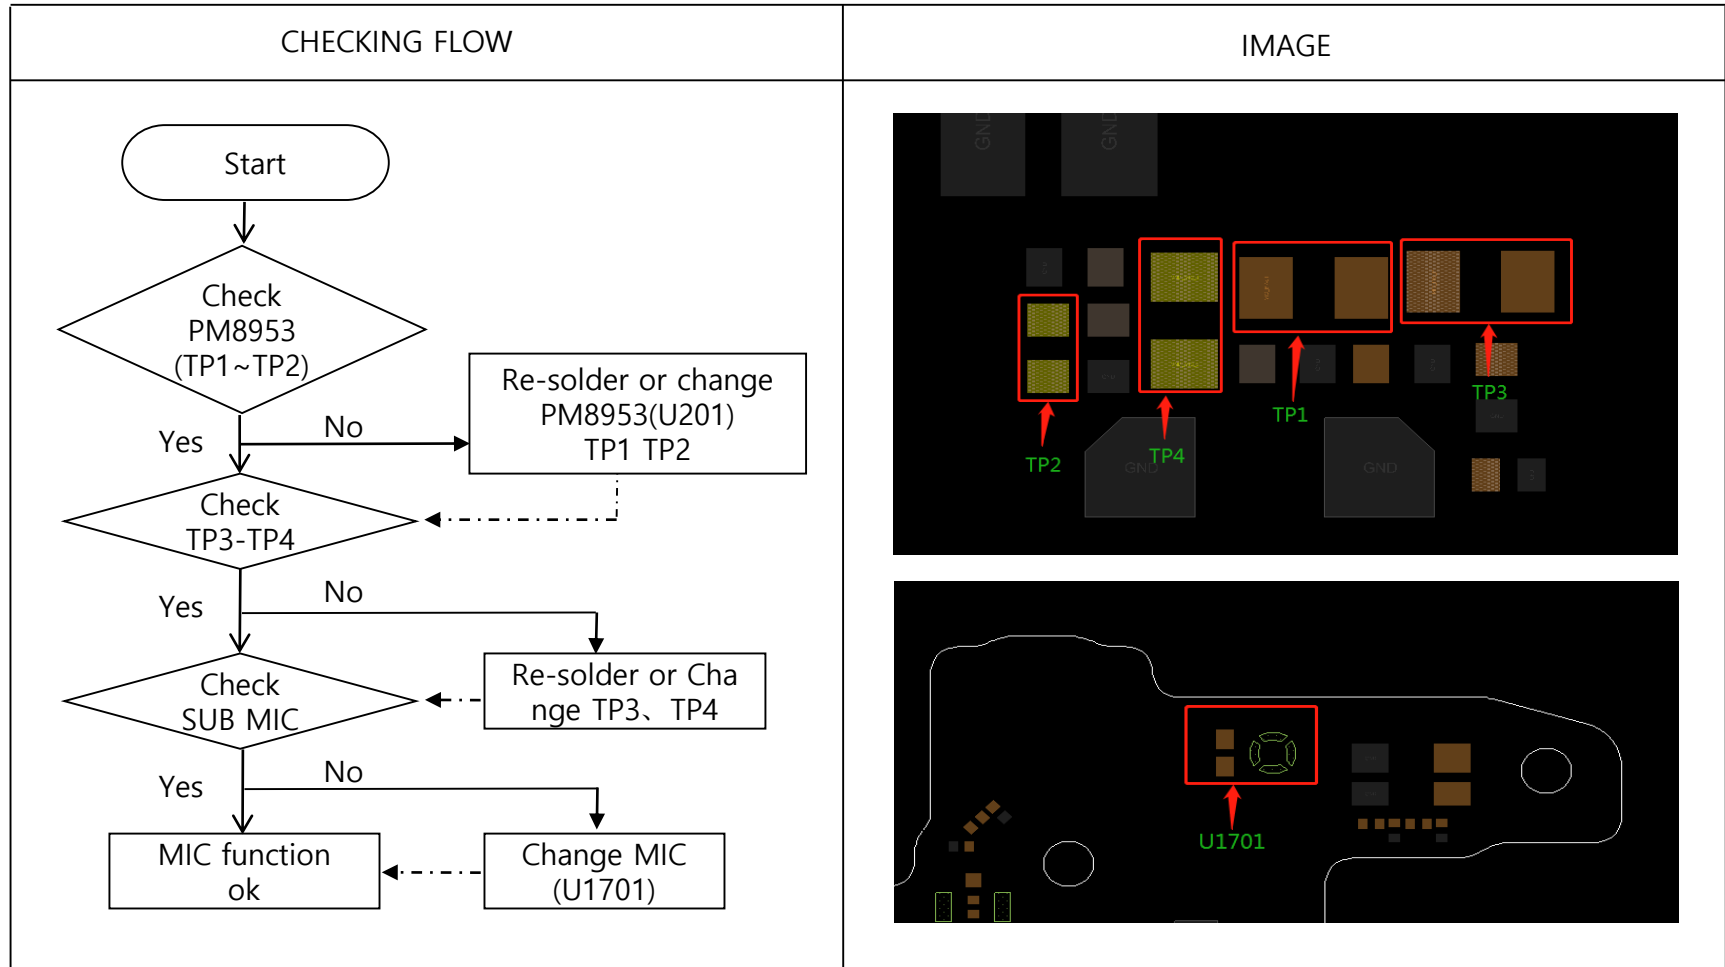 CHECKING FLOW
IMAGE
Start
Check
PM8953
(TP1~TP2)
Yes
No
Re-solder or change
PM8953(U201)
TP1 TP2
Check
TP3-TP4
Yes
No
Re-solder or Cha
nge TP3、TP4
Check
SUB MIC
Yes
No
MIC function
ok
Change MIC
(U1701)
GND
GND
TP2
TP4
TP1
TP3
GND
GND
U1701